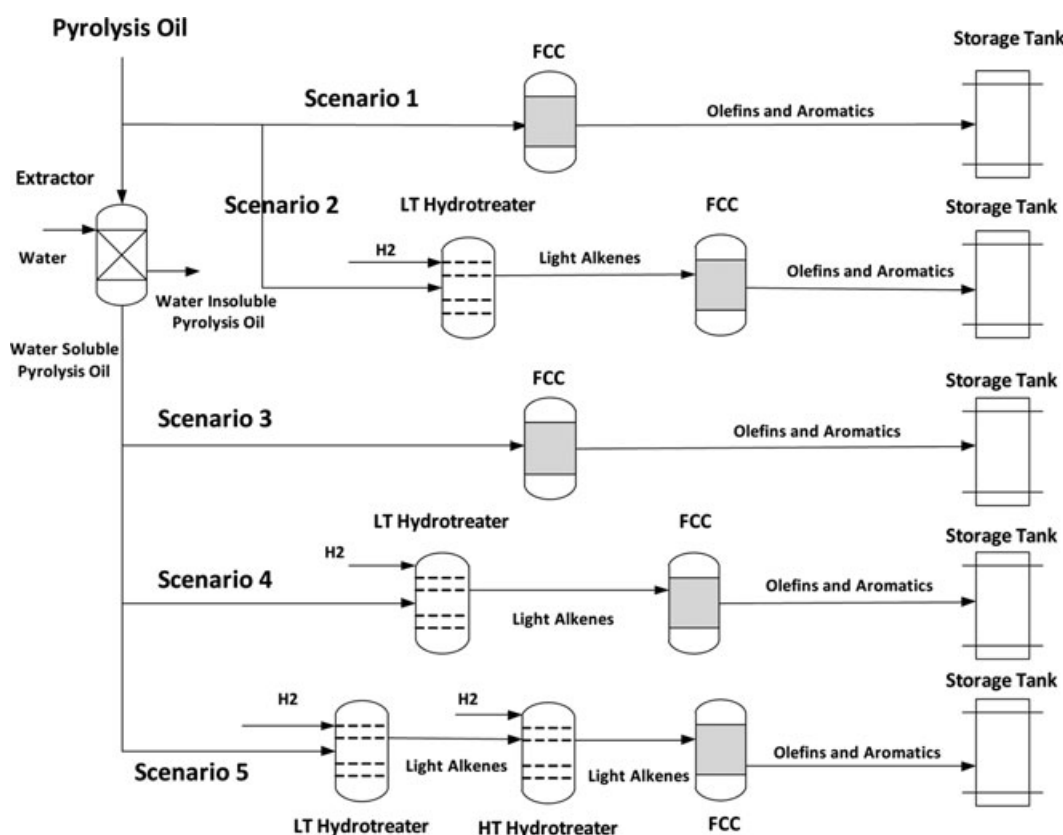 Pyrolysis Oil
FCC
Storage Tank
Scenario 1
Olefins and Aromatics
Extractor
Water
Water Insoluble
Pyrolysis Oil
Scenario 2
LT Hydrotreater
FCC
Storage Tank
H2
Light Alkenes
Olefins and Aromatics
Water Soluble
Pyrolysis Oil
FCC
Storage Tank
Scenario 3
Olefins and Aromatics
LT Hydrotreater
FCC
Storage Tank
H2
Scenario 4
Light Alkenes
Olefins and Aromatics
Storage Tank
H2
H2
Scenario 5
Light Alkenes
Light Alkenes
Olefins and Aromatics
LT Hydrotreater
HT Hydrotreater
FCC